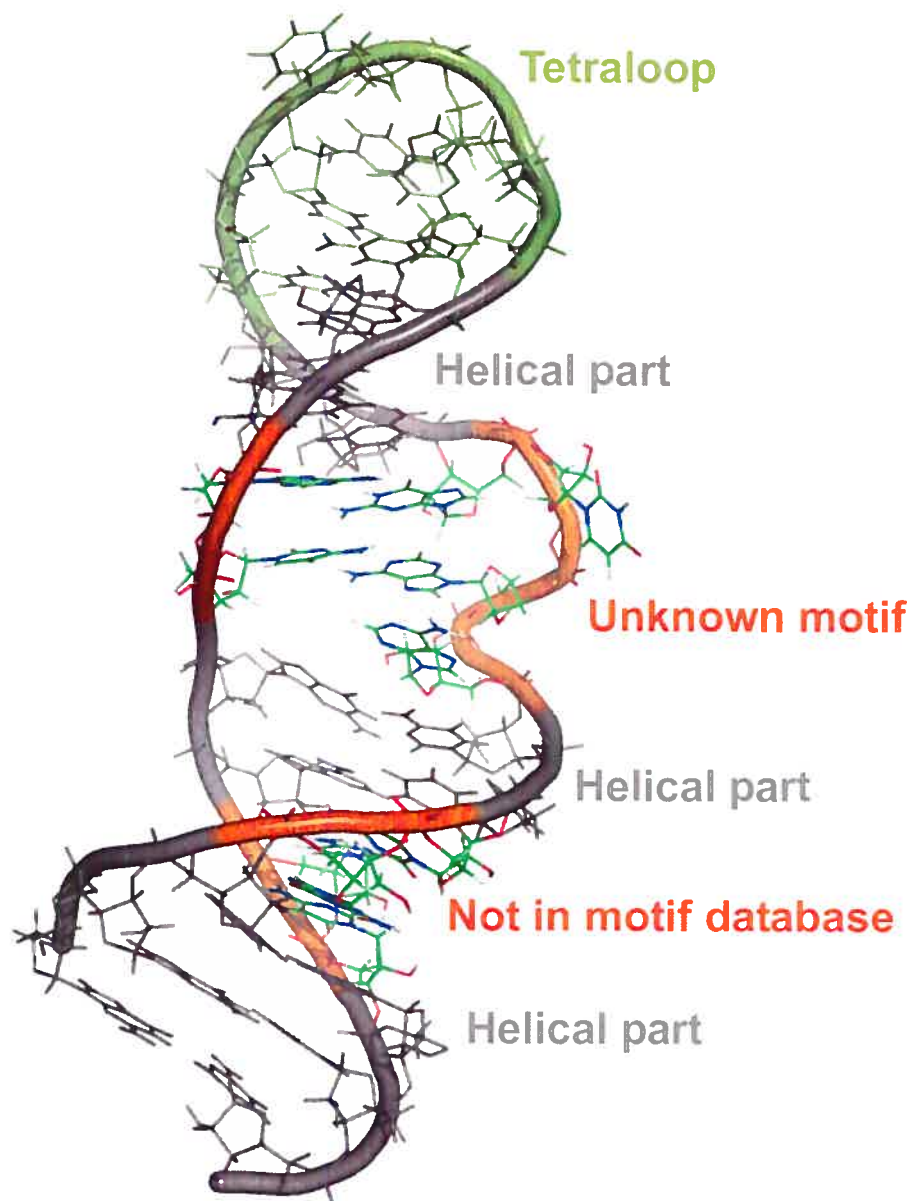 Tetraloop
Helical part
Unknown motif
Helical part
Not in motif database
Helical part